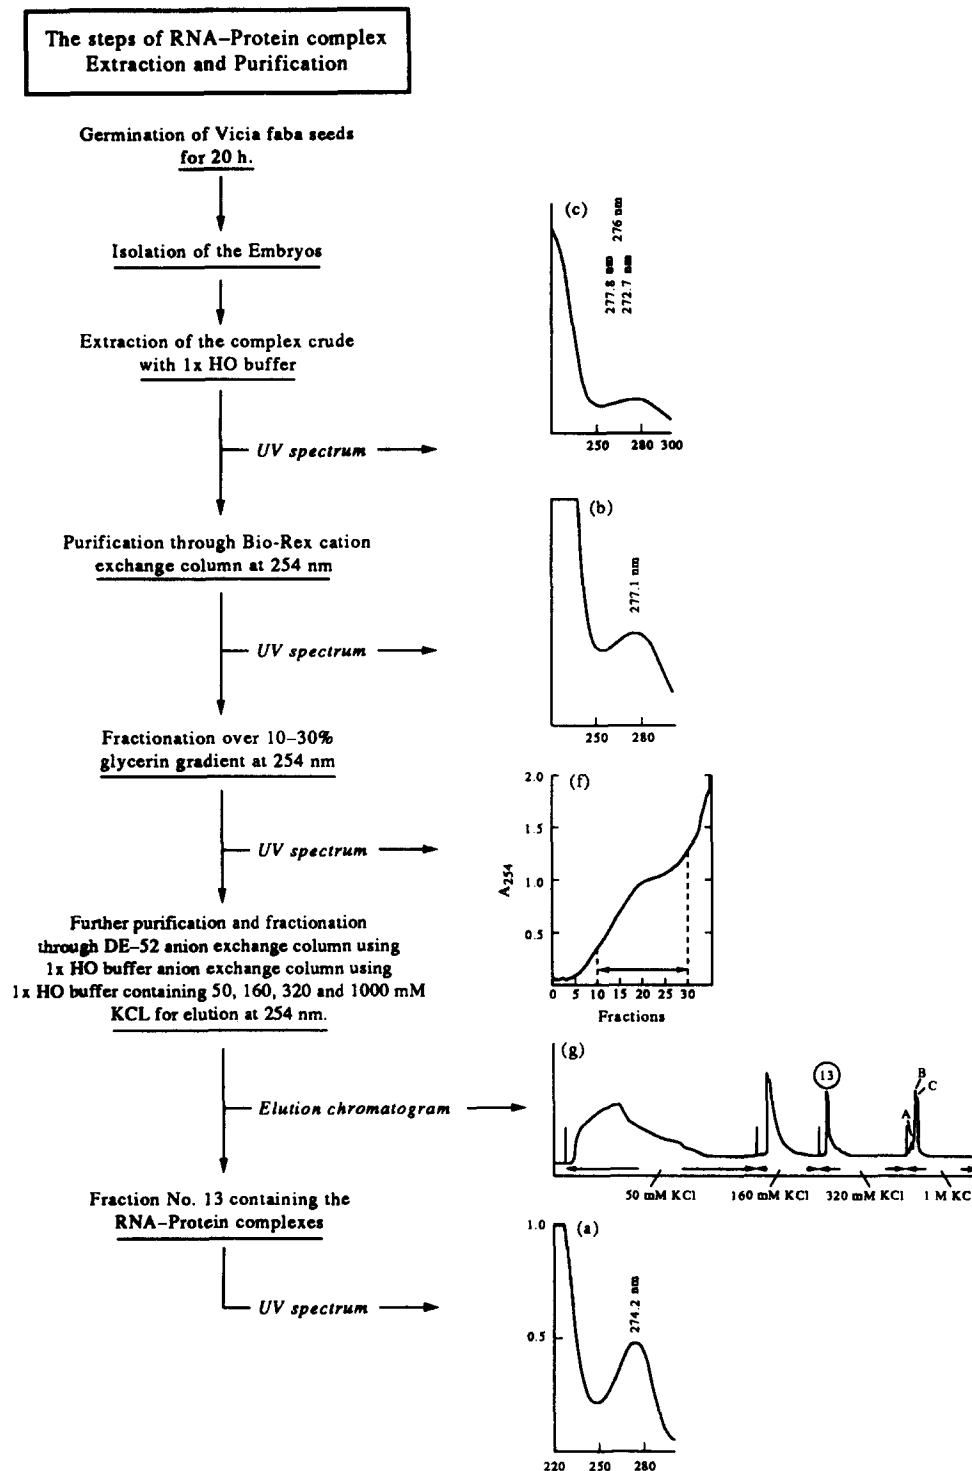 The steps of RNA–Protein complex
Extraction and Purification
Germination of Vicia faba seeds
for 20 h.
Isolation of the Embryos
Extraction of the complex crude
with 1x HO buffer
UV spectrum
(c)
277.8 nm
272.7 nm
276 nm
250 280 300
Purification through Bio-Rex cation
exchange column at 254 nm
UV spectrum
(b)
277.1 nm
250 280
Fractionation over 10–30%
glycerin gradient at 254 nm
UV spectrum
(f)
2.0
1.5
1.0
0.5
A254
0 5 10 15 20 25 30
Fractions
Further purification and fractionation
through DE–52 anion exchange column using
1x HO buffer anion exchange column using
1x HO buffer containing 50, 160, 320 and 1000 mM
KCL for elution at 254 nm.
Elution chromatogram
(g)
13
A
B
C
50 mM KCl 160 mM KCl 320 mM KCl 1 M KC
Fraction No. 13 containing the
RNA–Protein complexes
UV spectrum
(a)
1.0
0.5
274.2 nm
220 250 280